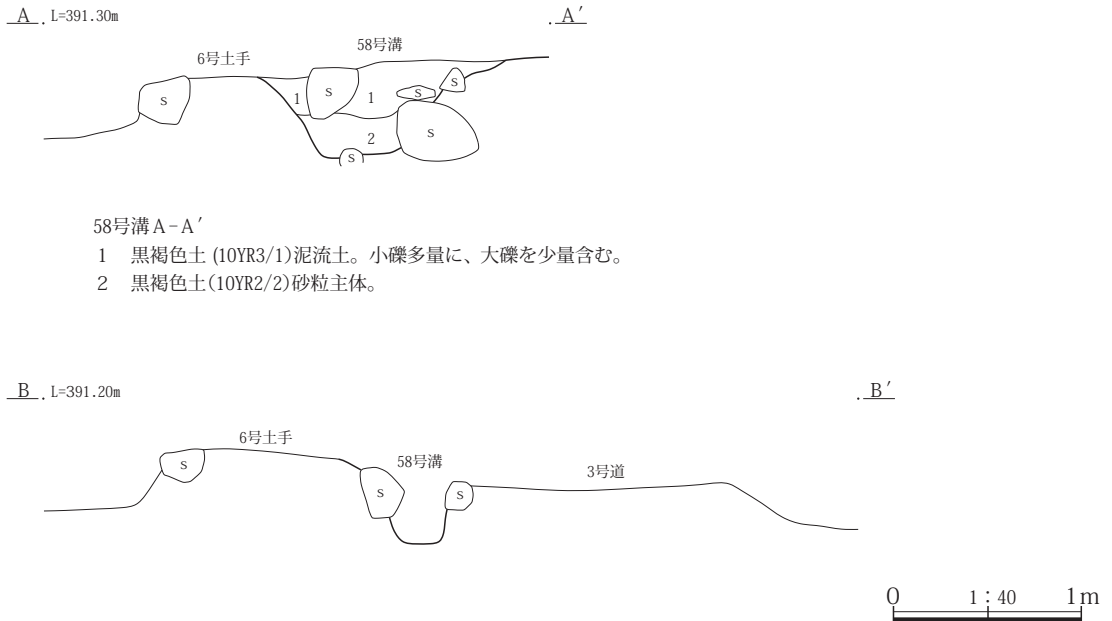 A . L=391.30m . A′
58号溝
6号土手
S
S
S
1
S
1
S
2
S
58号溝 A−A′
1 黒褐色土 (10YR3/1)泥流土。小礫多量に、大礫を少量含む。
2 黒褐色土(10YR2/2)砂粒主体。
B . L=391.20m . B′
6号土手
58号溝
3号道
S
S
S
0 1:40 1m